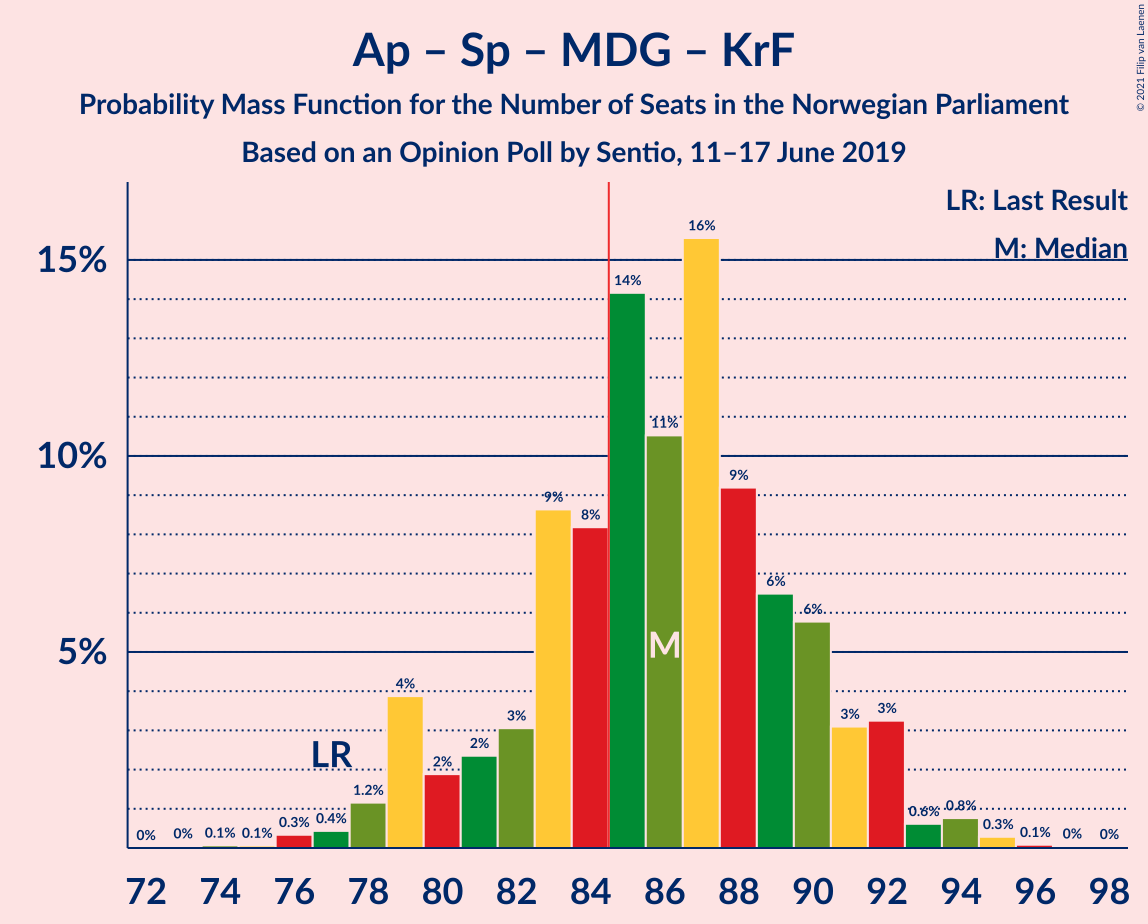 Ap – Sp – MDG – KrF
Probability Mass Function for the Number of Seats in the Norwegian Parliament
Based on an Opinion Poll by Sentio, 11–17 June 2019
© 2021 Filip van Laenen
LR: Last Result
M: Median
15%
10%
5%
0% 0% 0.1% 0.1% 0.3% 0.4% 1.2% 4% 2% 2% 3% 9% 8% 14% 11% 16% 9% 6% 6% 3% 3% 0.6% 0.8% 0.3% 0.1% 0% 0%
LR
M
72 74 76 78 80 82 84 86 88 90 92 94 96 98